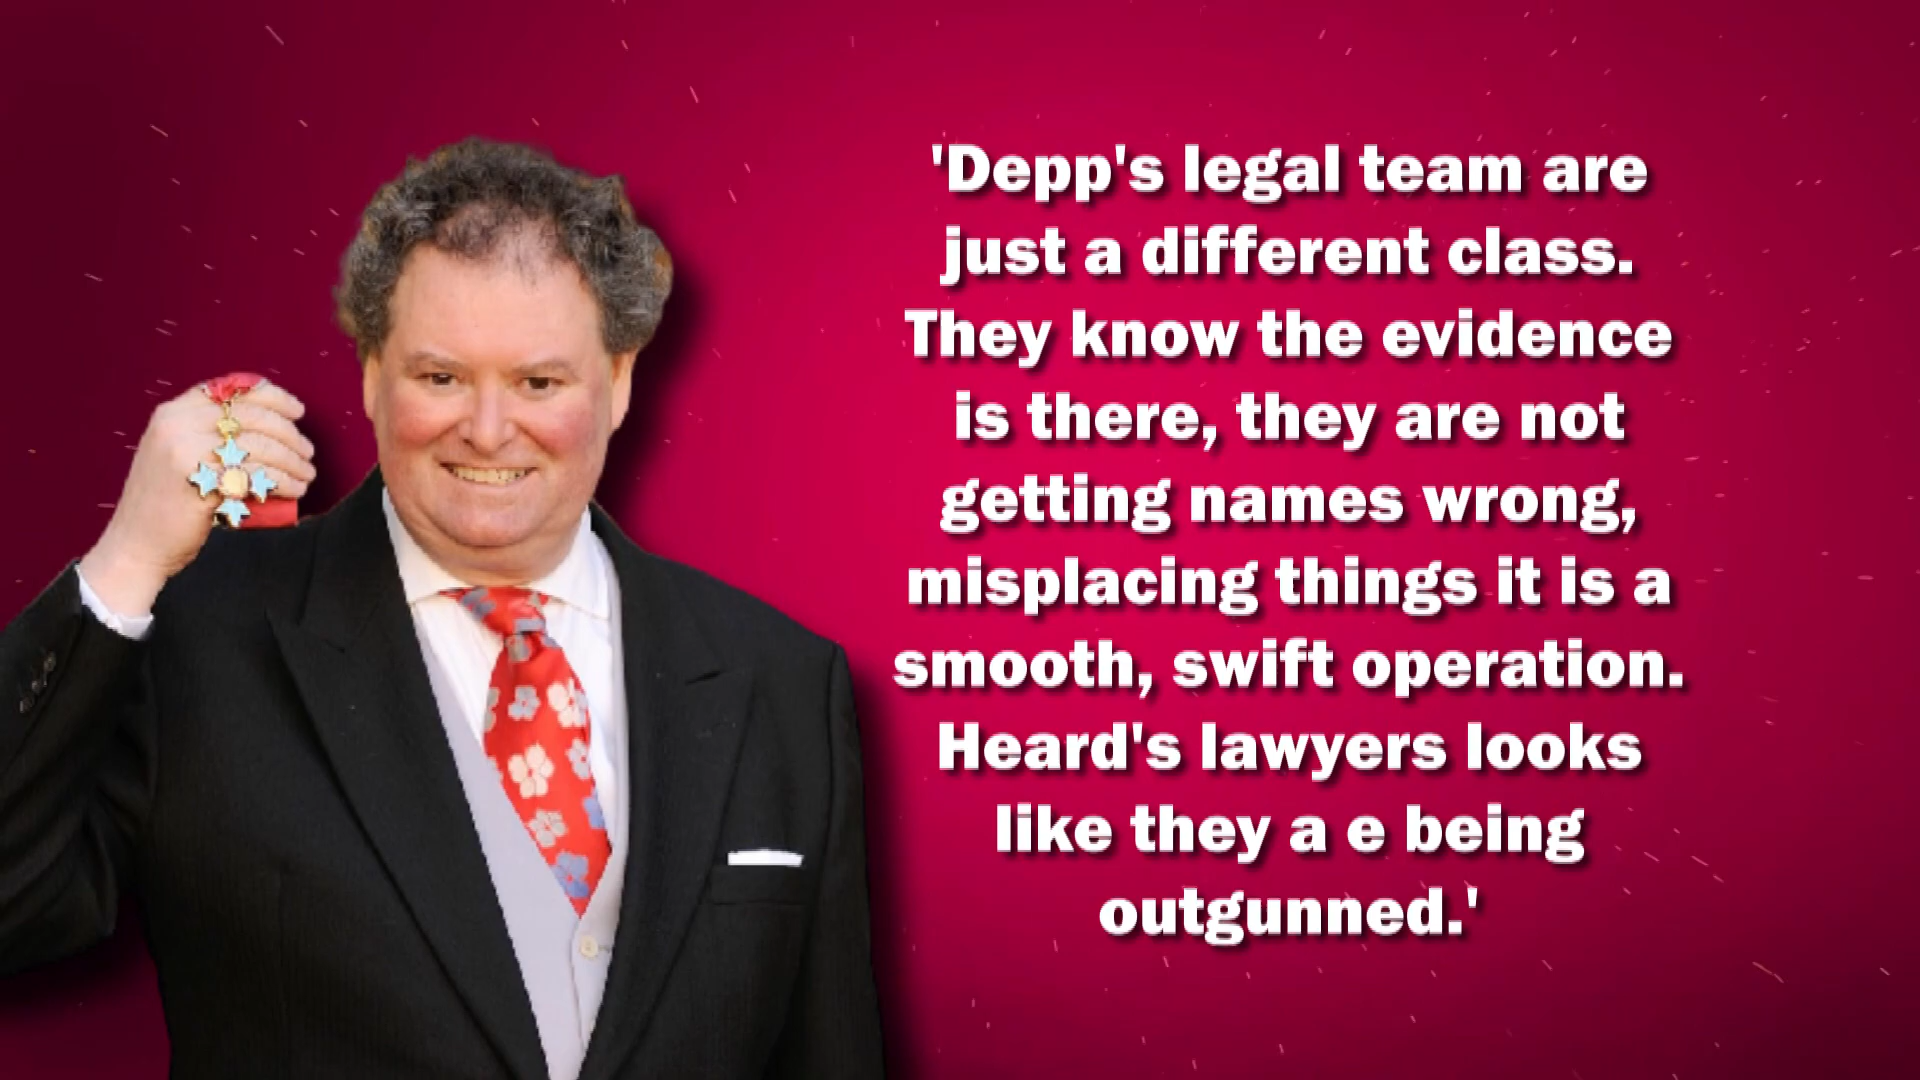 'Depp's legal team are
just a different class.
They know the evidence
is there, they are not
getting names wrong,
misplacing things it is a
smooth, swift operation.
Heard's lawyers looks
like they a e being
outgunned.'